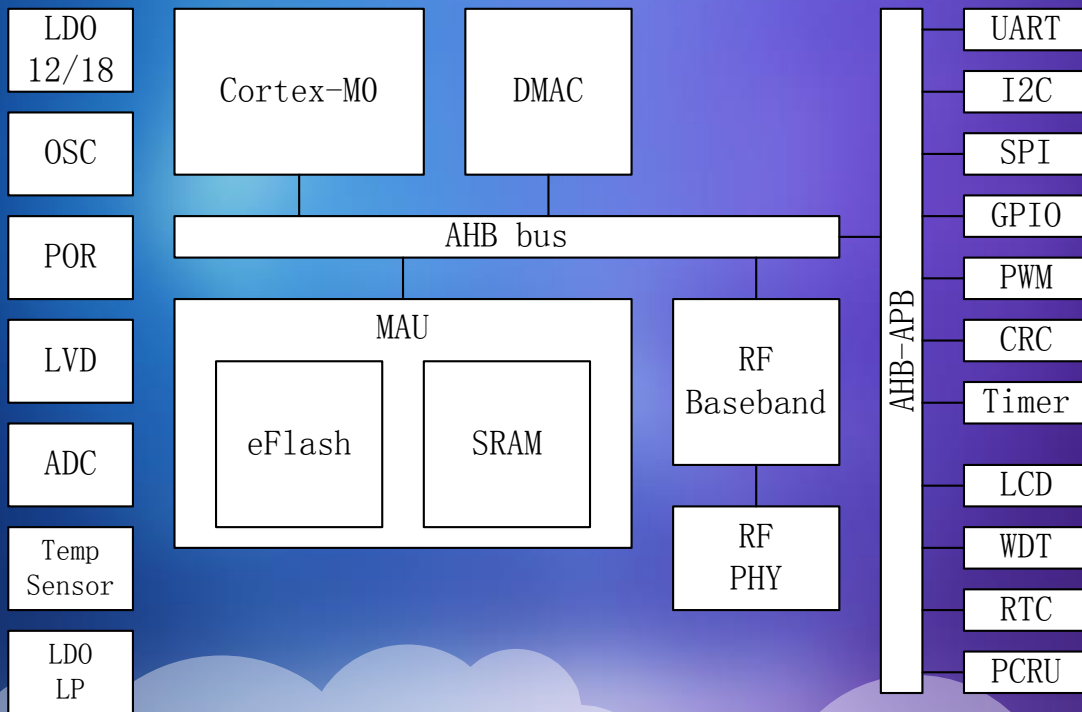 LDO
12/18
OSC
POR
LVD
ADC
Temp
Sensor
LDO
LP
Cortex-M0
DMAC
AHB bus
MAU
eFlash
SRAM
RF
Baseband
RF
PHY
AHB-APB
UART
I2C
SPI
GPIO
PWM
CRC
Timer
LCD
WDT
RTC
PCRU